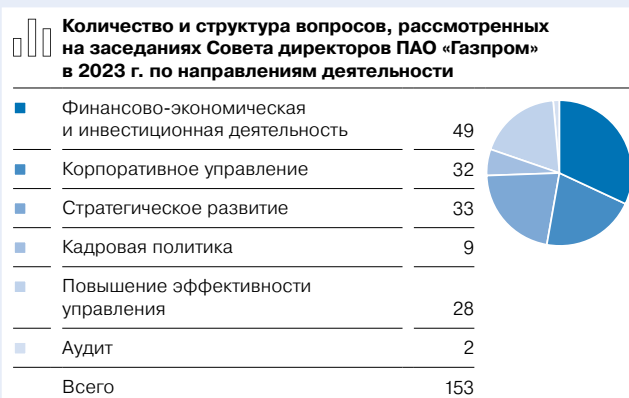 Количество и структура вопросов, рассмотренных
на заседаниях Совета директоров ПАО «Газпром»
в 2023 г. по направлениям деятельности
Финансово-экономическая
и инвестиционная деятельность 49
Корпоративное управление 32
Стратегическое развитие 33
Кадровая политика 9
Повышение эффективности
управления 28
Аудит 2
Всего 153